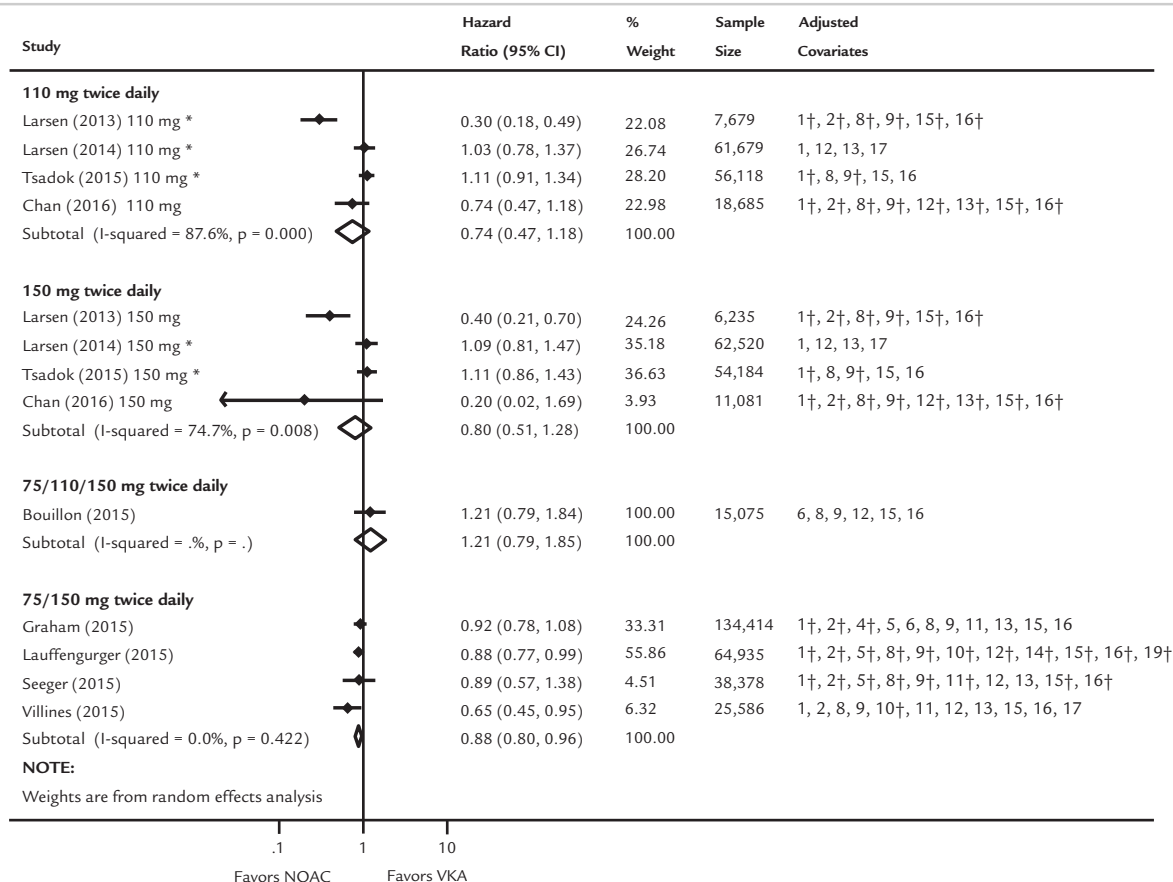 Study Hazard Ratio (95% CI) % Weight Sample Size Adjusted Covariates
110 mg twice daily
Larsen (2013) 110 mg * 0.30 (0.18, 0.49) 22.08 7,679 1†, 2†, 8†, 9†, 15†, 16†
Larsen (2014) 110 mg * 1.03 (0.78, 1.37) 26.74 61,679 1, 12, 13, 17
Tsadok (2015) 110 mg * 1.11 (0.91, 1.34) 28.20 56,118 1†, 8, 9†, 15, 16
Chan (2016) 110 mg 0.74 (0.47, 1.18) 22.98 18,685 1†, 2†, 8†, 9†, 12†, 13†, 15†, 16†
Subtotal (I-squared = 87.6%, p = 0.000) 0.74 (0.47, 1.18) 100.00
150 mg twice daily
Larsen (2013) 150 mg 0.40 (0.21, 0.70) 24.26 6,235 1†, 2†, 8†, 9†, 15†, 16†
Larsen (2014) 150 mg * 1.09 (0.81, 1.47) 35.18 62,520 1, 12, 13, 17
Tsadok (2015) 150 mg * 1.11 (0.86, 1.43) 36.63 54,184 1†, 8, 9†, 15, 16
Chan (2016) 150 mg 0.20 (0.02, 1.69) 3.93 11,081 1†, 2†, 8†, 9†, 12†, 13†, 15†, 16†
Subtotal (I-squared = 74.7%, p = 0.008) 0.80 (0.51, 1.28) 100.00
75/110/150 mg twice daily
Bouillon (2015) 1.21 (0.79, 1.84) 100.00 15,075 6, 8, 9, 12, 15, 16
Subtotal (I-squared = .%, p = .) 1.21 (0.79, 1.85) 100.00
75/150 mg twice daily
Graham (2015) 0.92 (0.78, 1.08) 33.31 134,414 1†, 2†, 4†, 5, 6, 8, 9, 11, 13, 15, 16
Lauffengurger (2015) 0.88 (0.77, 0.99) 55.86 64,935 1†, 2†, 5†, 8†, 9†, 10†, 12†, 14†, 15†, 16†, 19†
Seeger (2015) 0.89 (0.57, 1.38) 4.51 38,378 1†, 2†, 5†, 8†, 9†, 11†, 12, 13, 15†, 16†
Villines (2015) 0.65 (0.45, 0.95) 6.32 25,586 1, 2, 8, 9, 10†, 11, 12, 13, 15, 16, 17
Subtotal (I-squared = 0.0%, p = 0.422) 0.88 (0.80, 0.96) 100.00
NOTE:
Weights are from random effects analysis
.1 1 10
Favors NOAC Favors VKA